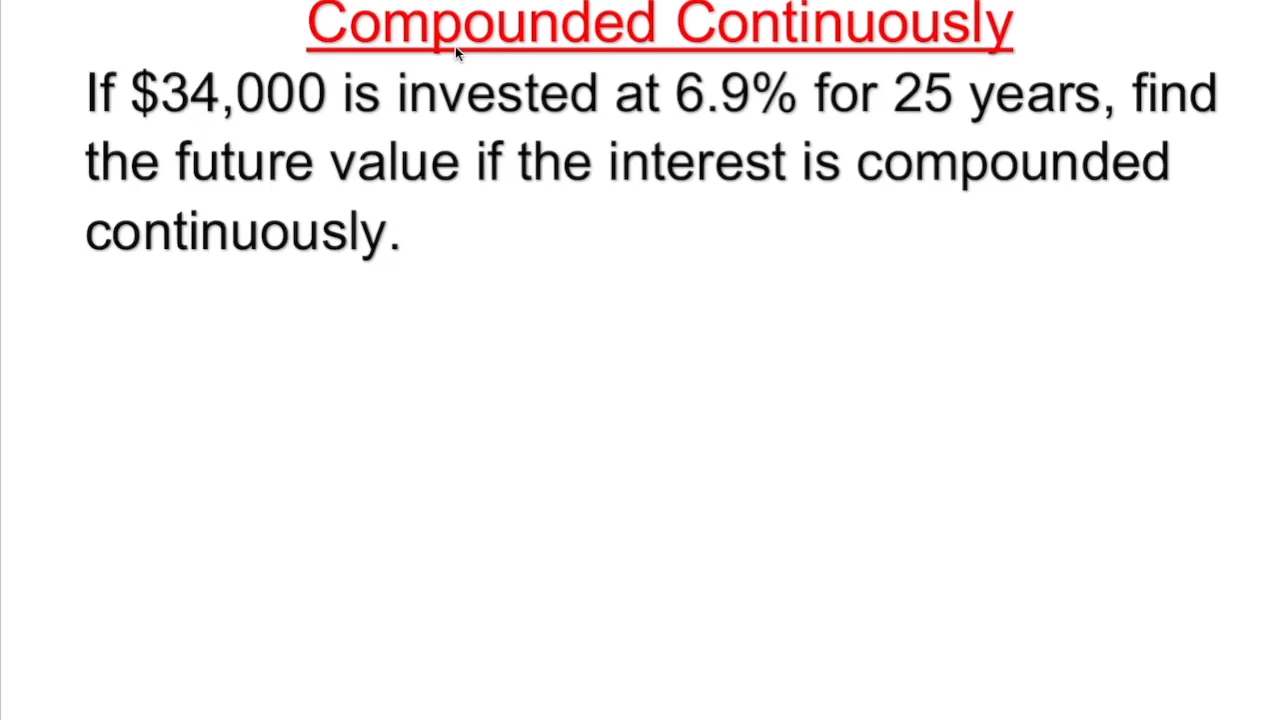 Compounded Continuously
If $34,000 is invested at 6.9% for 25 years, find
the future value if the interest is compounded
continuously.